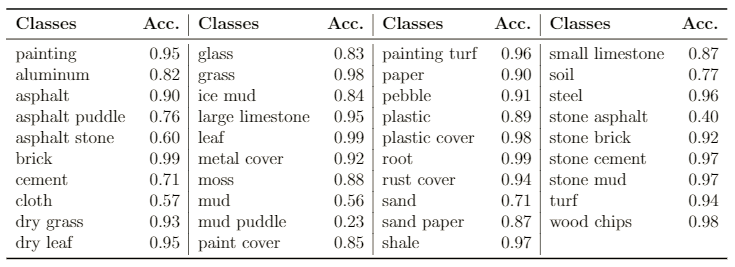 Classes Acc. Classes Acc. Classes Acc. Classes Acc.
painting 0.95 glass 0.83 painting turf 0.96 small limestone 0.87
aluminum 0.82 grass 0.98 paper 0.90 soil 0.77
asphalt 0.90 ice mud 0.84 pebble 0.91 steel 0.96
asphalt puddle 0.76 large limestone 0.95 plastic 0.89 stone asphalt 0.40
asphalt stone 0.60 leaf 0.99 plastic cover 0.98 stone brick 0.92
brick 0.99 metal cover 0.92 root 0.99 stone cement 0.97
cement 0.71 moss 0.88 rust cover 0.94 stone mud 0.97
cloth 0.57 mud 0.56 sand 0.71 turf 0.94
dry grass 0.93 mud puddle 0.23 sand paper 0.87 wood chips 0.98
dry leaf 0.95 paint cover 0.85 shale 0.97